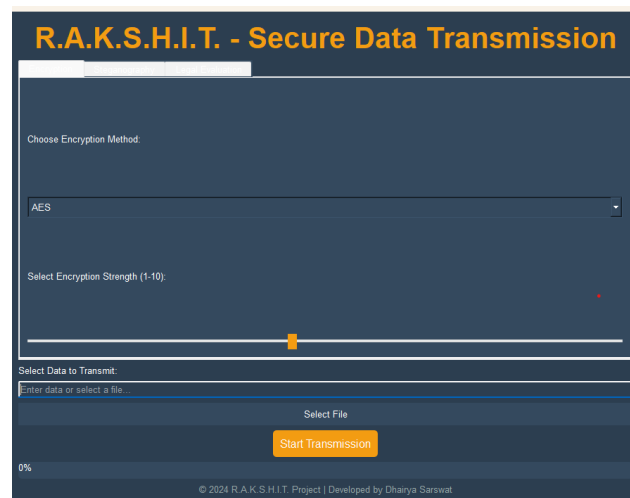 R.A.K.S.H.I.T. - Secure Data Transmission
Choose Encryption Method:
AES
Select Encryption Strength (1-10):
Select Data to Transmit:
Enter data or select a file...
Select File
Start Transmission
0%
© 2024 R.A.K.S.H.I.T. Project | Developed by Dhairya Sarswat